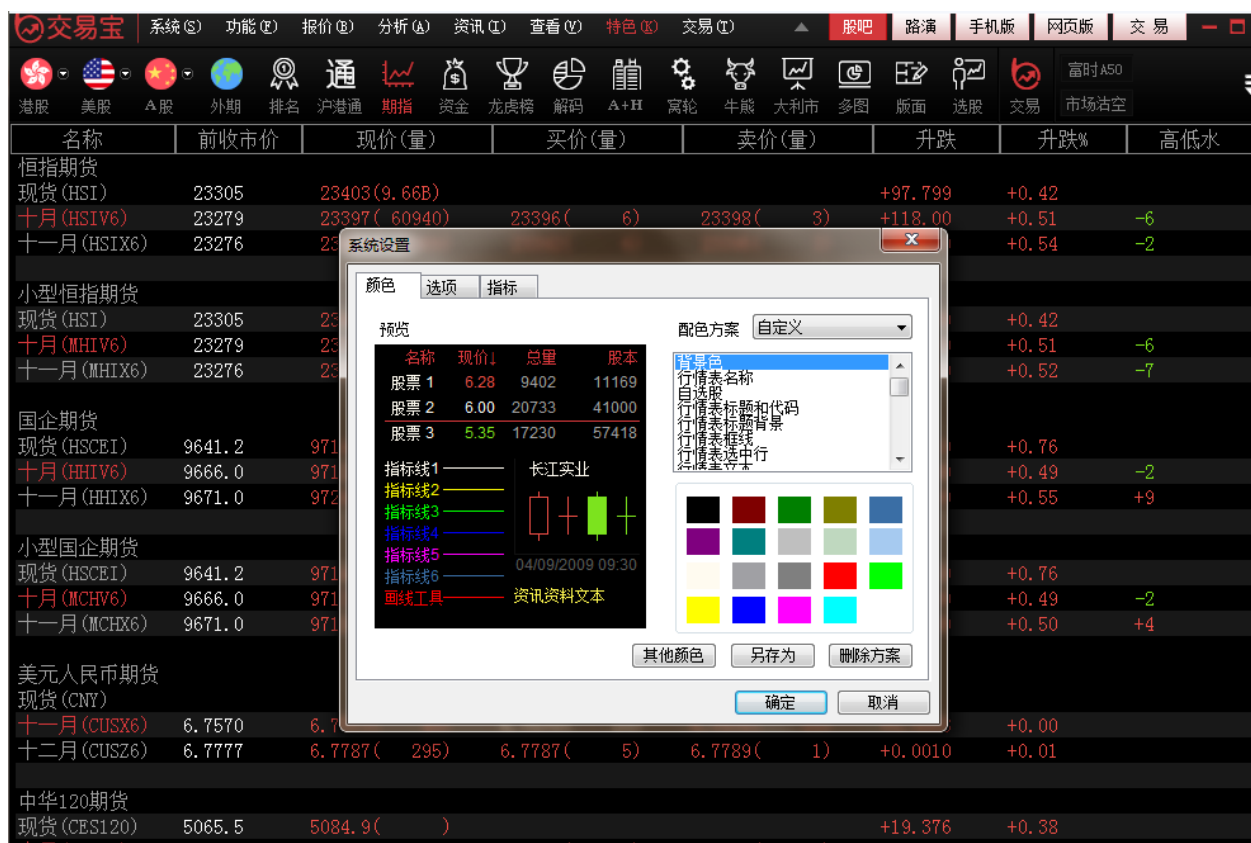 交易宝 系统(S) 功能(F) 报价(B) 分析(A) 资讯(I) 查看(V) 特色(K) 交易(T) 股吧 路演 手机版 网页版 交易
通 富时A50
港股 美股 A股 外期 排名 沪港通 期指 资金 龙虎榜 解码 A+H 窝轮 牛熊 大利市 多图 版面 选股 交易 市场沽空
名称 前收市价 现价(量) 买价(量) 卖价(量) 升跌 升跌% 高低水
恒指期货
现货(HSI) 23305 23403(9.66B) +97.799 +0.42
十月(HSIV6) 23279 23397( 60940) 23396( 6) 23398( 3) +118.00 +0.51 -6
十一月(HSIX6) 23276 +0.54 -2
小型恒指期货
现货(HSI) 23305 +0.42
十月(MHIV6) 23279 +0.51 -6
十一月(MHIX6) 23276 +0.52 -7
国企期货
现货(HSCEI) 9641.2 971 +0.76
十月(HHIV6) 9666.0 971 +0.49 -2
十一月(HHIX6) 9671.0 972 +0.55 +9
小型国企期货
现货(HSCEI) 9641.2 971 +0.76
十月(MCHV6) 9666.0 971 +0.49 -2
十一月(MCHX6) 9671.0 971 +0.50 +4
美元人民币期货
现货(CNY)
十一月(CUSX6) 6.7570 +0.00
十二月(CUSZ6) 6.7777 6.7787( 295) 6.7787( 5) 6.7789( 1) +0.0010 +0.01
中华120期货
现货(CES120) 5065.5 5084.9( ) +19.376 +0.38
系统设置
颜色 选项 指标
预览 配色方案 自定义
名称 现价↓ 总量 股本
股票 1 6.28 9402 11169
股票 2 6.00 20733 41000
股票 3 5.35 17230 57418
指标线1 长江实业
指标线2
指标线3
指标线4
指标线5 04/09/2009 09:30
指标线6
画线工具 资讯资料文本
背景色
行情表名称
自选股
行情表标题和代码
行情表标题背景
行情表框线
行情表选中行
行情表文本
其他颜色 另存为 删除方案
确定 取消